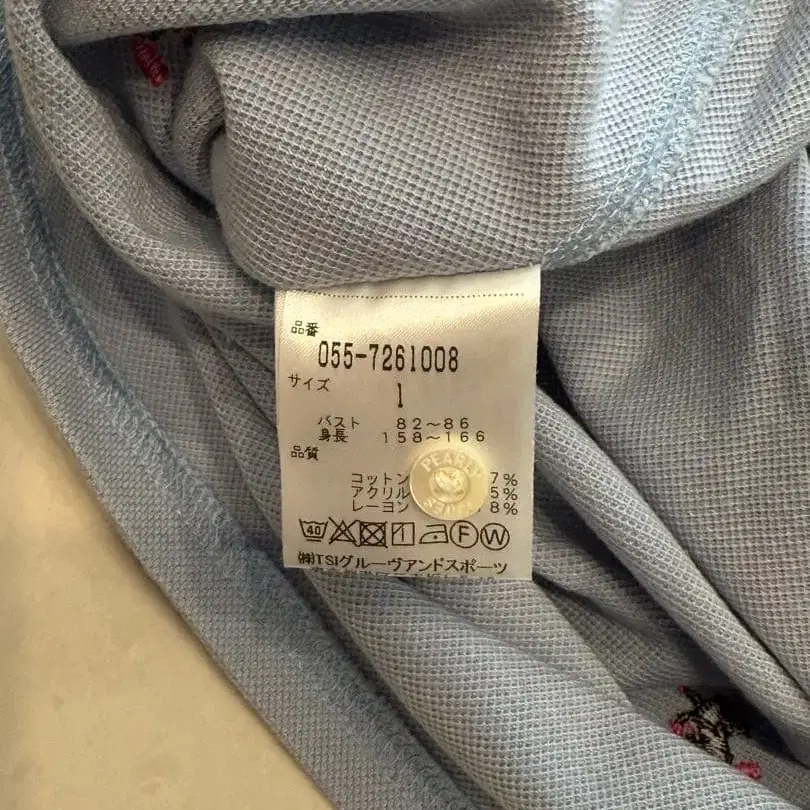 品番
055-7261008
サイズ
1
バスト 82～86
身長 158～166
品質
コットン 7%
アクリル 5%
レーヨン 8%
PEARLY
40 F W
㈱TSIグルーヴアンドスポーツ